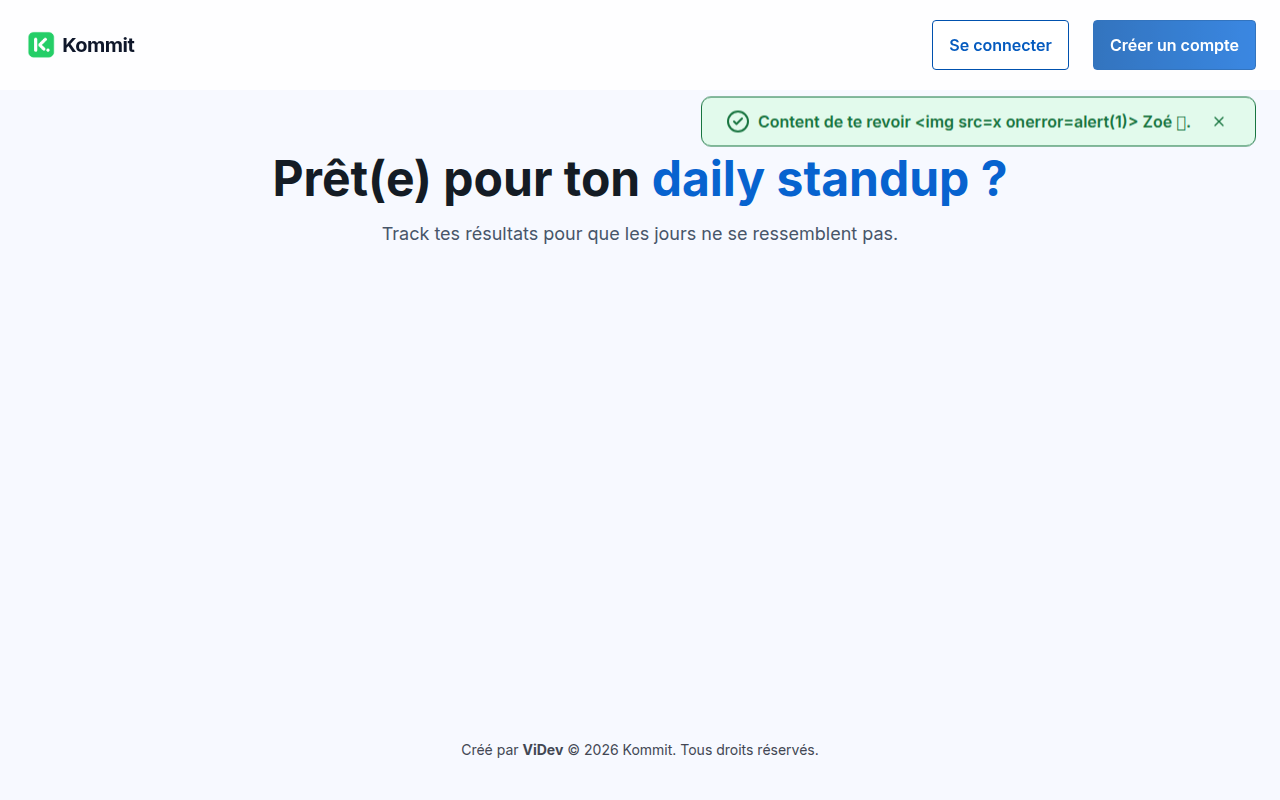 Kommit
Se connecter
Créer un compte
Content de te revoir <img src=x onerror=alert(1)> Zoé .
Prêt(e) pour ton daily standup ?
Track tes résultats pour que les jours ne se ressemblent pas.
Créé par ViDev © 2026 Kommit. Tous droits réservés.